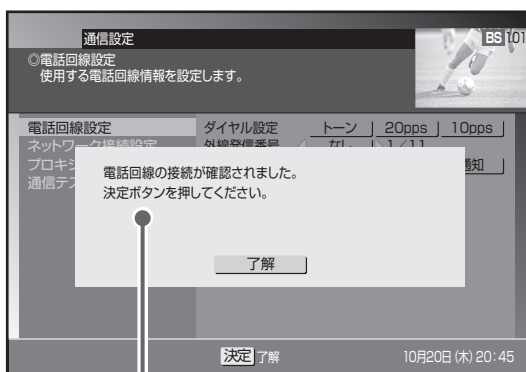 通信設定
BS 101
◎電話回線設定
使用する電話回線情報を設定します。
電話回線設定
ダイヤル設定 トーン 20pps 10pps
ネットワーク接続設定
外線発信番号 なし 1/11
プロキシ
通知
通信テス
電話回線の接続が確認されました。
決定ボタンを押してください。
了解
決定 了解
10月20日(木)20:45